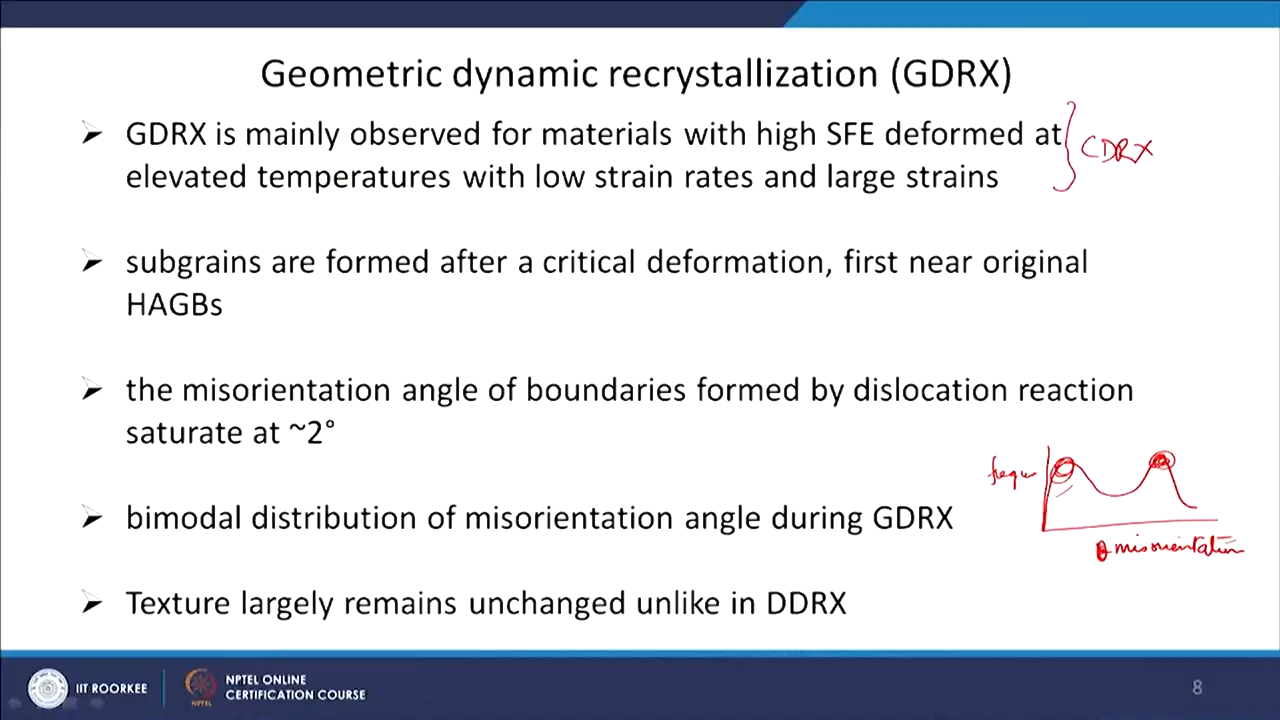 Geometric dynamic recrystallization (GDRX)
➢ GDRX is mainly observed for materials with high SFE deformed at
elevated temperatures with low strain rates and large strains
CDRX
➢ subgrains are formed after a critical deformation, first near original
HAGBs
➢ the misorientation angle of boundaries formed by dislocation reaction
saturate at ~2°
frequ
➢ bimodal distribution of misorientation angle during GDRX
θ misorientation
➢ Texture largely remains unchanged unlike in DDRX
IIT ROORKEE
NPTEL
NPTEL ONLINE
CERTIFICATION COURSE
8